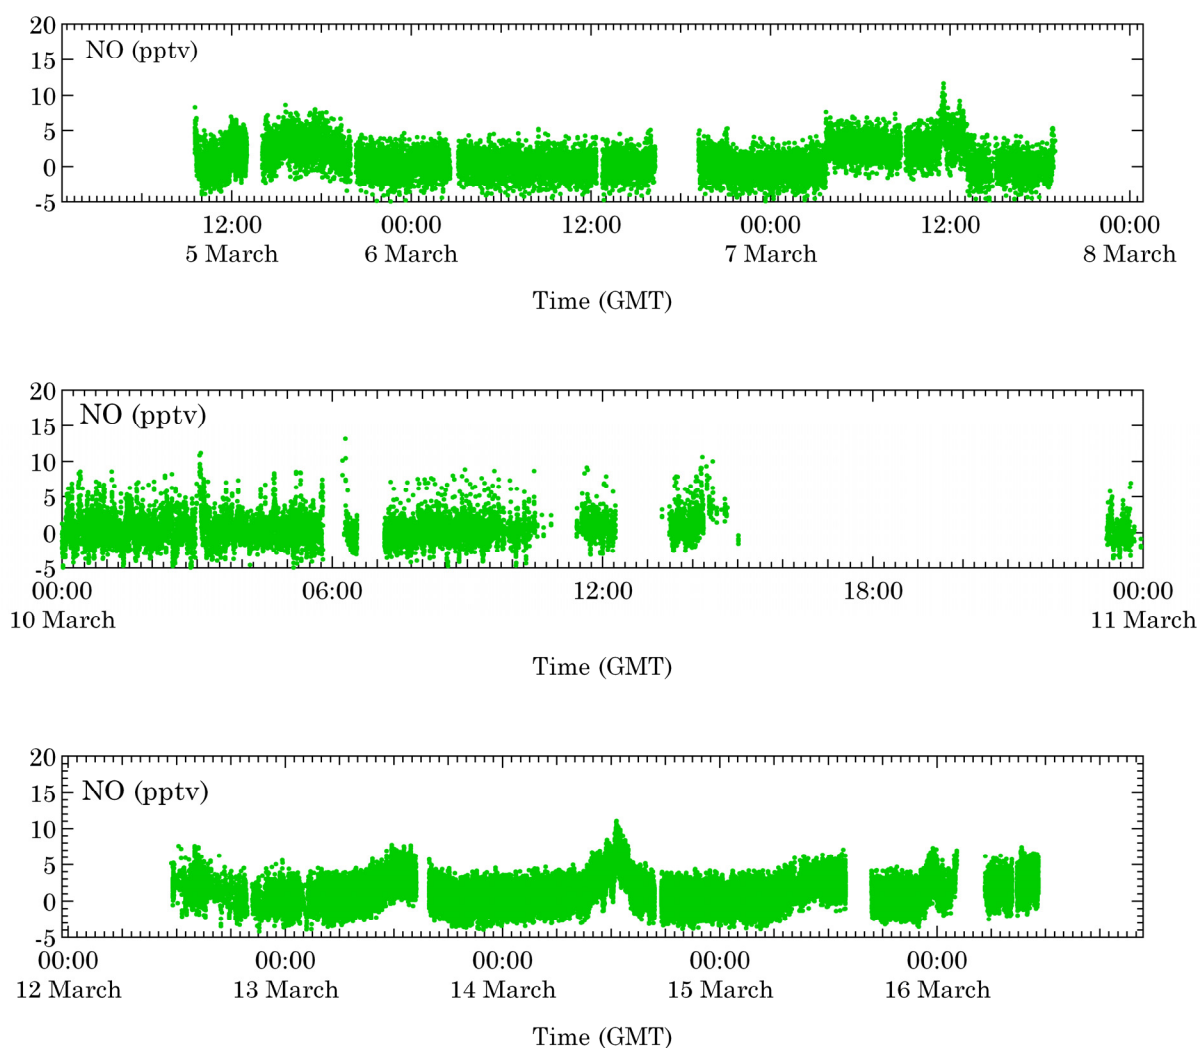 20
NO (pptv)
15
10
5
0
-5
12:00 00:00 12:00 00:00 12:00 00:00
5 March 6 March 7 March 8 March
Time (GMT)
20
NO (pptv)
15
10
5
0
-5
00:00 06:00 12:00 18:00 00:00
10 March 11 March
Time (GMT)
20
NO (pptv)
15
10
5
0
-5
00:00 00:00 00:00 00:00 00:00
12 March 13 March 14 March 15 March 16 March
Time (GMT)